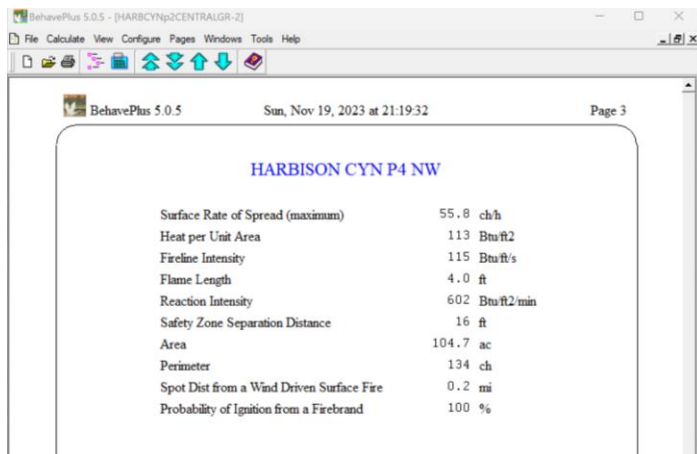 BehavePlus 5.0.5 - [HARBCYNp2CENTRALGR-2]
File Calculate View Configure Pages Windows Tools Help
BehavePlus 5.0.5 Sun, Nov 19, 2023 at 21:19:32 Page 3
HARBISON CYN P4 NW
Surface Rate of Spread (maximum) 55.8 ch/h
Heat per Unit Area 113 Btu/ft2
Fireline Intensity 115 Btu/ft/s
Flame Length 4.0 ft
Reaction Intensity 602 Btu/ft2/min
Safety Zone Separation Distance 16 ft
Area 104.7 ac
Perimeter 134 ch
Spot Dist from a Wind Driven Surface Fire 0.2 mi
Probability of Ignition from a Firebrand 100 %